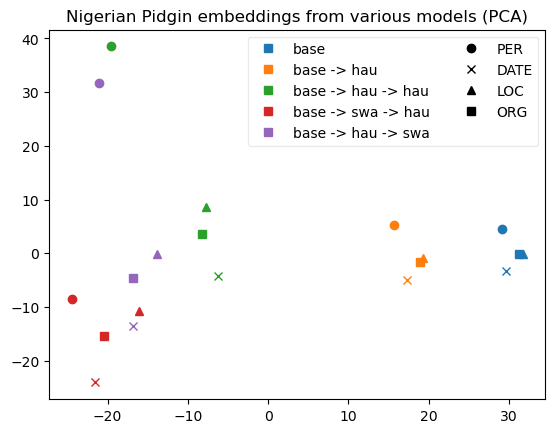 Nigerian Pidgin embeddings from various models (PCA)
base
base -> hau
base -> hau -> hau
base -> swa -> hau
base -> hau -> swa
PER
DATE
LOC
ORG
40
30
20
10
0
−10
−20
−20 −10 0 10 20 30